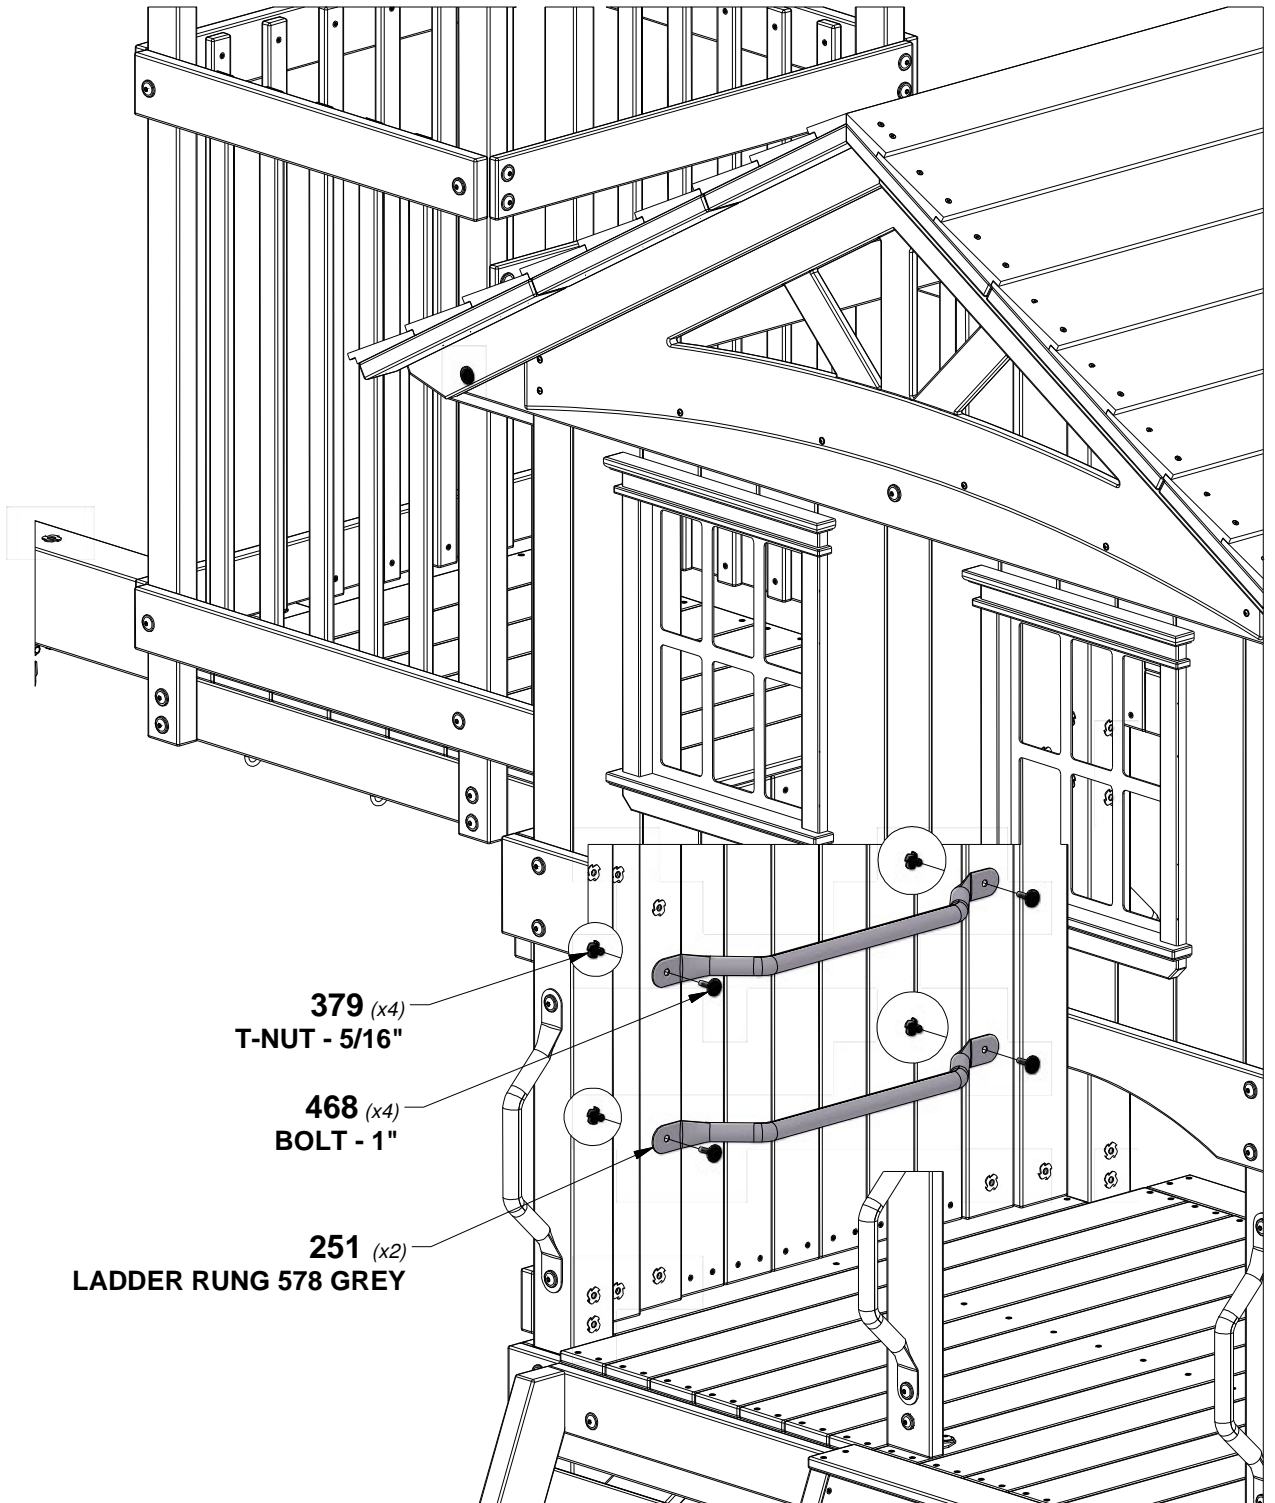 379 (x4)
T-NUT - 5/16"
468 (x4)
BOLT - 1"
251 (x2)
LADDER RUNG 578 GREY